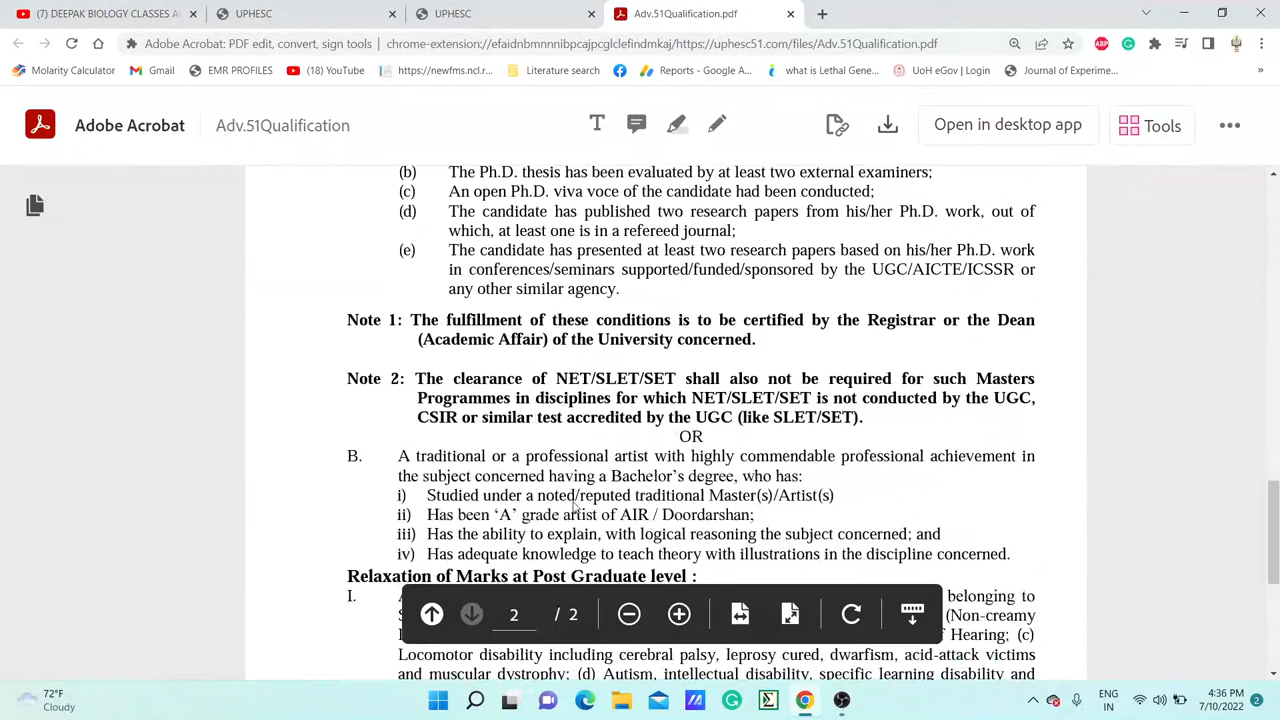 (7) DEEPAK BIOLOGY CLASSES A
UPHESC
UPHESC
Adv.51Qualification.pdf
Adobe Acrobat: PDF edit, convert, sign tools | chrome-extension://efaidnbmnnnibpcajpcglclefindmkaj/https://uphesc51.com/files/Adv.51Qualification.pdf
ABP
Molarity Calculator
Gmail
EMR PROFILES
(18) YouTube
https://newfms.ncl.r...
Literature search
Reports - Google A...
what is Lethal Gene...
UoH eGov | Login
Journal of Experime...
Adobe Acrobat
Adv.51Qualification
Open in desktop app
Tools
(b) The Ph.D. thesis has been evaluated by at least two external examiners;
(c) An open Ph.D. viva voce of the candidate had been conducted;
(d) The candidate has published two research papers from his/her Ph.D. work, out of
which, at least one is in a refereed journal;
(e) The candidate has presented at least two research papers based on his/her Ph.D. work
in conferences/seminars supported/funded/sponsored by the UGC/AICTE/ICSSR or
any other similar agency.
Note 1: The fulfillment of these conditions is to be certified by the Registrar or the Dean
(Academic Affair) of the University concerned.
Note 2: The clearance of NET/SLET/SET shall also not be required for such Masters
Programmes in disciplines for which NET/SLET/SET is not conducted by the UGC,
CSIR or similar test accredited by the UGC (like SLET/SET).
OR
B. A traditional or a professional artist with highly commendable professional achievement in
the subject concerned having a Bachelor's degree, who has:
i) Studied under a noted/reputed traditional Master(s)/Artist(s)
ii) Has been ‘A’ grade artist of AIR / Doordarshan;
iii) Has the ability to explain, with logical reasoning the subject concerned; and
iv) Has adequate knowledge to teach theory with illustrations in the discipline concerned.
Relaxation of Marks at Post Graduate level :
I. belonging to
(Non-creamy
f Hearing; (c)
2 / 2
Locomotor disability including cerebral palsy, leprosy cured, dwarfism, acid-attack victims
and muscular dystrophy; (d) Autism, intellectual disability, specific learning disability and
72°F
Cloudy
ENG
IN
4:36 PM
7/10/2022
2